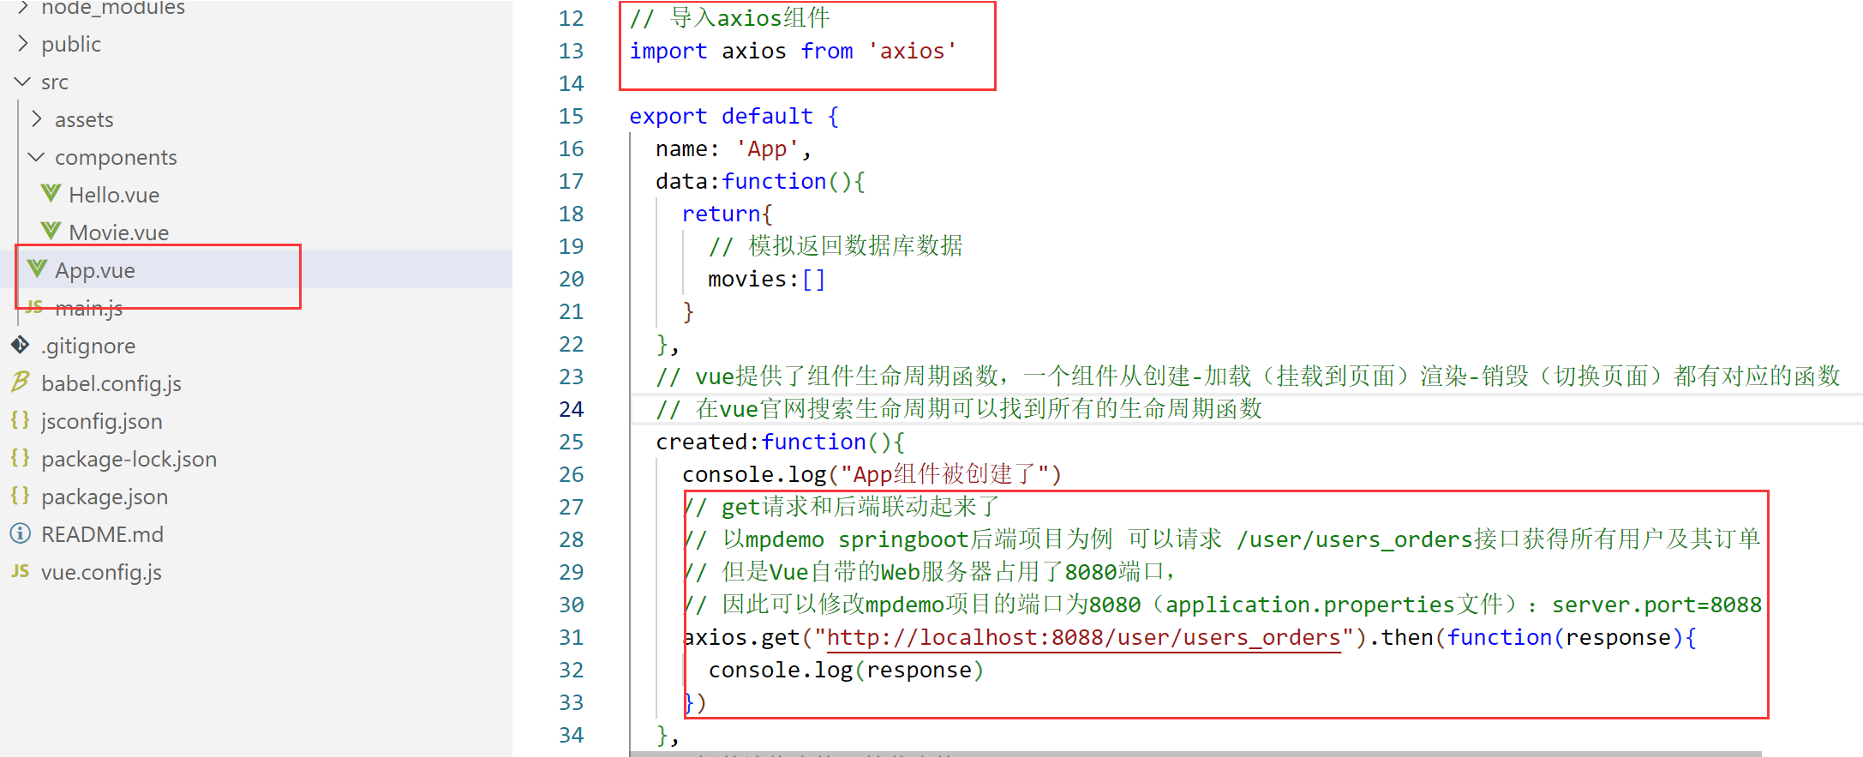 node_modules
public
src
assets
components
Hello.vue
Movie.vue
App.vue
JS main.js
.gitignore
babel.config.js
{} jsconfig.json
{} package-lock.json
{} package.json
README.md
JS vue.config.js
12 // 导入axios组件
13 import axios from 'axios'
14
15 export default {
16 name: 'App',
17 data:function(){
18 return{
19 // 模拟返回数据库数据
20 movies:[]
21 }
22 },
23 // vue提供了组件生命周期函数，一个组件从创建-加载（挂载到页面）渲染-销毁（切换页面）都有对应的函数
24 // 在vue官网搜索生命周期可以找到所有的生命周期函数
25 created:function(){
26 console.log("App组件被创建了")
27 // get请求和后端联动起来了
28 // 以mpdemo springboot后端项目为例 可以请求 /user/users_orders接口获得所有用户及其订单
29 // 但是Vue自带的Web服务器占用了8080端口，
30 // 因此可以修改mpdemo项目的端口为8080（application.properties文件）：server.port=8088
31 axios.get("http://localhost:8088/user/users_orders").then(function(response){
32 console.log(response)
33 })
34 },